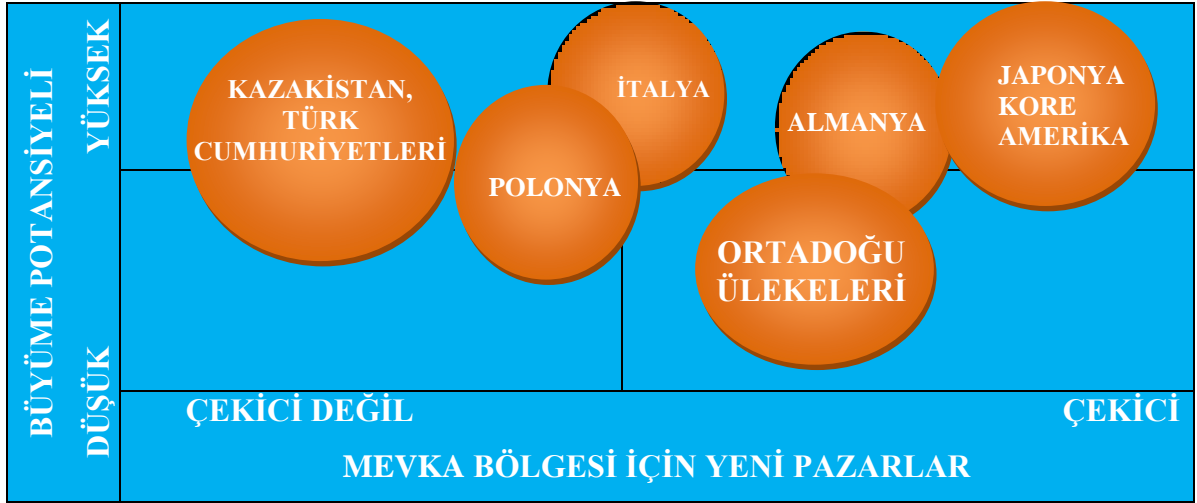 BÜYÜME POTANSİYELİ
YÜKSEK
DÜŞÜK
KAZAKİSTAN,
TÜRK
CUMHURİYETLERİ
POLONYA
İTALYA
ALMANYA
JAPONYA
KORE
AMERİKA
ORTADOĞU
ÜLEKELERİ
ÇEKİCİ DEĞİL
ÇEKİCİ
MEVKA BÖLGESİ İÇİN YENİ PAZARLAR